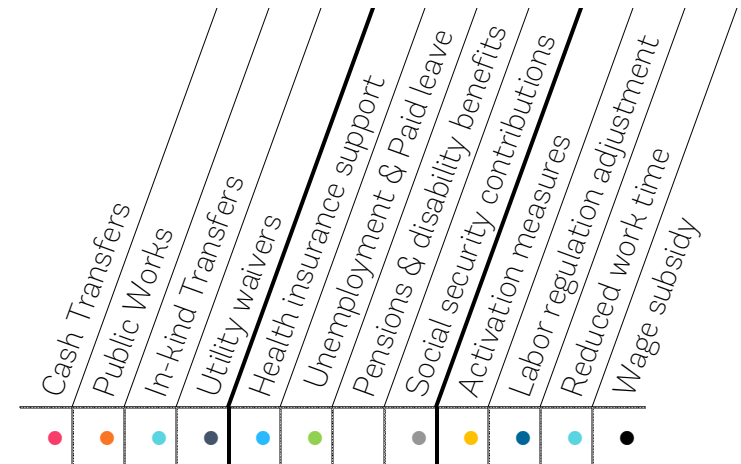 Cash Transfers
Public Works
In-kind Transfers
Utility waivers
Health insurance support
Unemployment & Paid leave
Pensions & disability benefits
Social security contributions
Activation measures
Labor regulation adjustment
Reduced work time
Wage subsidy